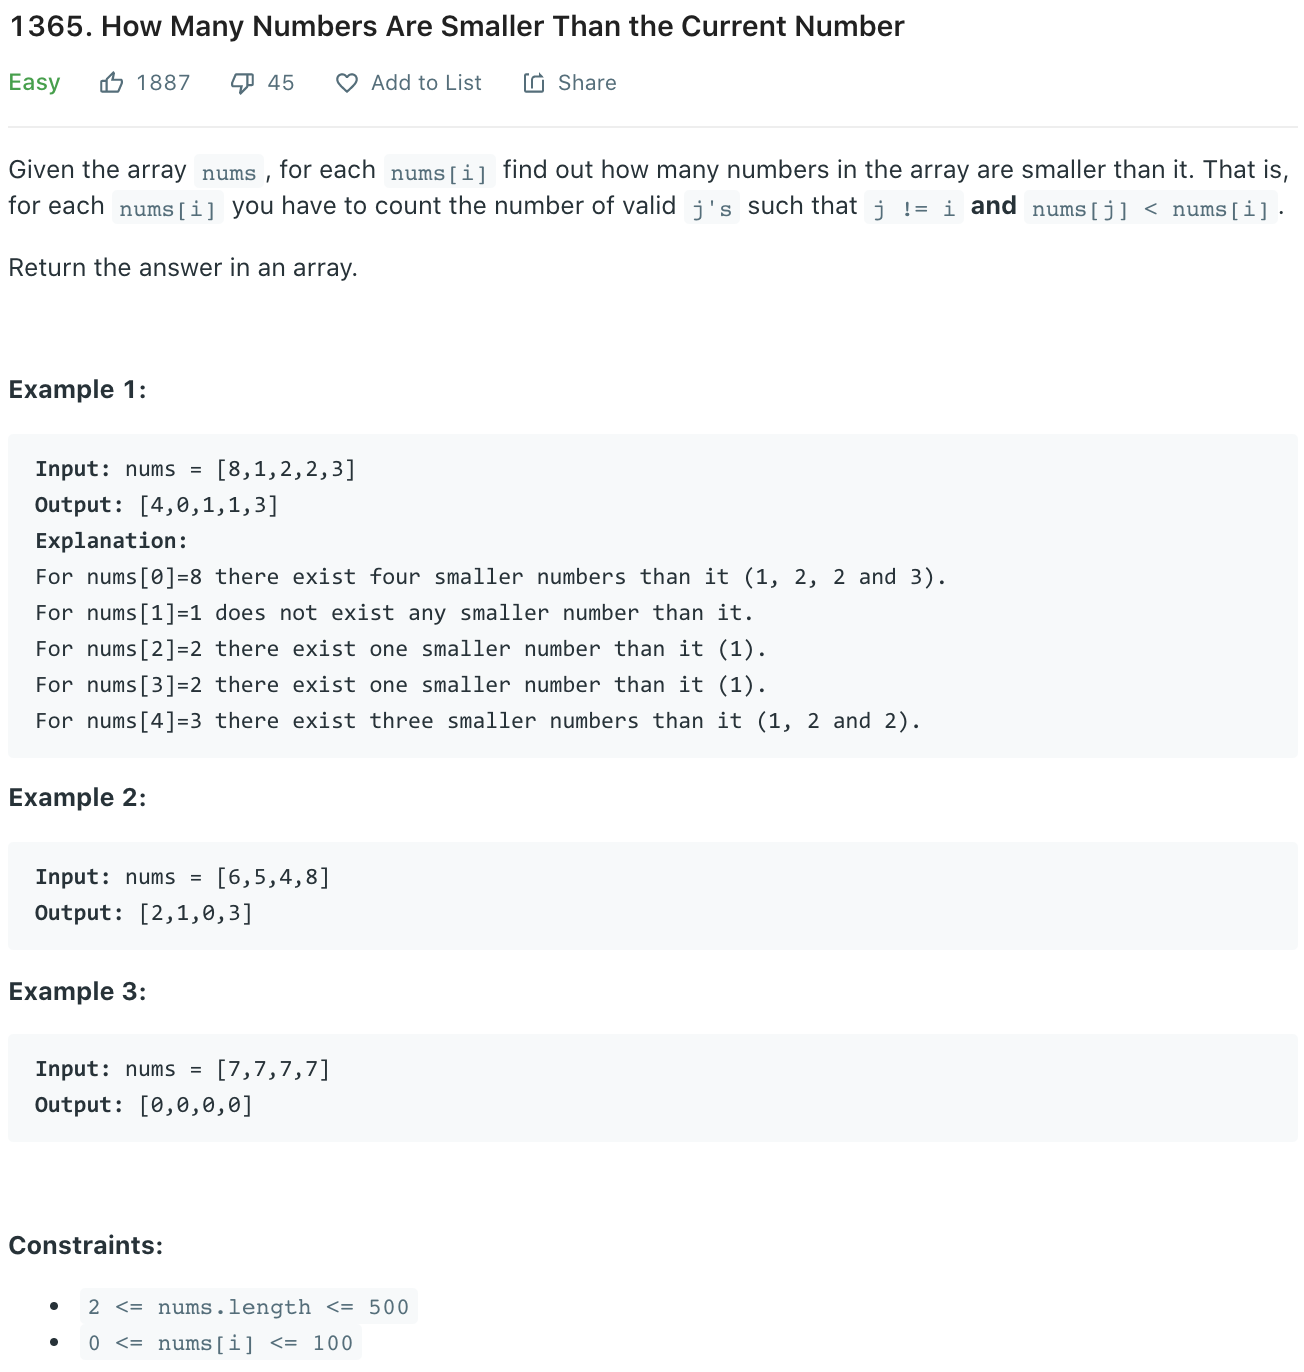 1365. How Many Numbers Are Smaller Than the Current Number
Easy 1887 45 Add to List Share
Given the array nums , for each nums[i] find out how many numbers in the array are smaller than it. That is,
for each nums[i] you have to count the number of valid j's such that j != i and nums[j] < nums[i] .
Return the answer in an array.
Example 1:
Input: nums = [8,1,2,2,3]
Output: [4,0,1,1,3]
Explanation:
For nums[0]=8 there exist four smaller numbers than it (1, 2, 2 and 3).
For nums[1]=1 does not exist any smaller number than it.
For nums[2]=2 there exist one smaller number than it (1).
For nums[3]=2 there exist one smaller number than it (1).
For nums[4]=3 there exist three smaller numbers than it (1, 2 and 2).
Example 2:
Input: nums = [6,5,4,8]
Output: [2,1,0,3]
Example 3:
Input: nums = [7,7,7,7]
Output: [0,0,0,0]
Constraints:
• 2 <= nums.length <= 500
• 0 <= nums[i] <= 100